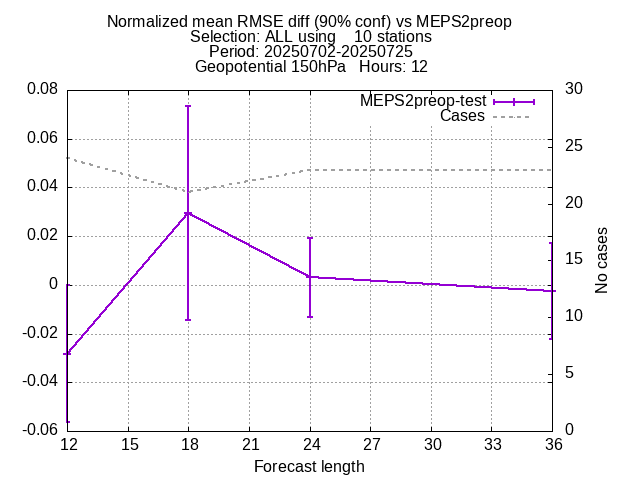 Normalized mean RMSE diff (90% conf) vs MEPS2preop
Selection: ALL using    10 stations
Period: 20250702-20250725
Geopotential 150hPa   Hours: 12
MEPS2preop-test
Cases
0.08
0.06
0.04
0.02
0
-0.02
-0.04
-0.06
30
25
20
15
10
5
0
No cases
12 15 18 21 24 27 30 33 36
Forecast length